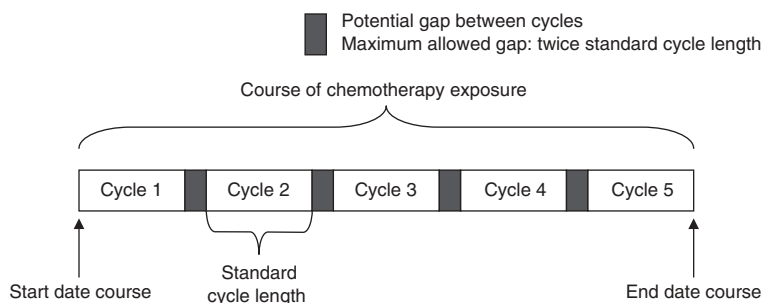 Potential gap between cycles
Maximum allowed gap: twice standard cycle length
Course of chemotherapy exposure
Cycle 1
Cycle 2
Cycle 3
Cycle 4
Cycle 5
Start date course
Standard
cycle length
End date course